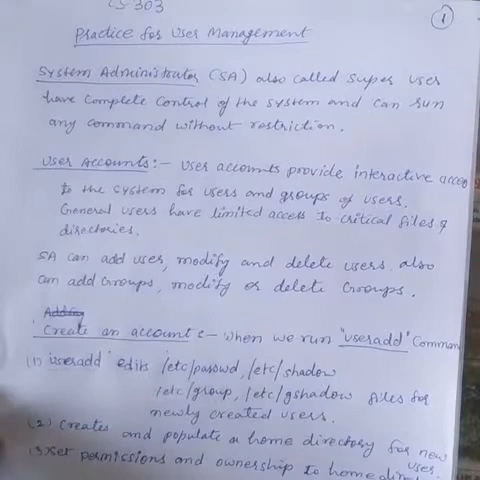 CS-303
1
Practice for User Management
System Administrator (SA) also called super user
have complete control of the system and can run
any command without restriction.
User Accounts:- User accounts provide interactive access
to the system for users and groups of users.
General users have limited access to critical files &
directories.
SA can add user, modify and delete users. also
can add Groups, modify or delete Groups.
Adding
Create an account:- When we run "useradd" Comman
(1) 'useradd' edits /etc/passwd, /etc/shadow
/etc/group, /etc/gshadow files for
newly created users.
(2) Creates and populate a home directory for new
user.
(3) Set permissions and ownership to home direct